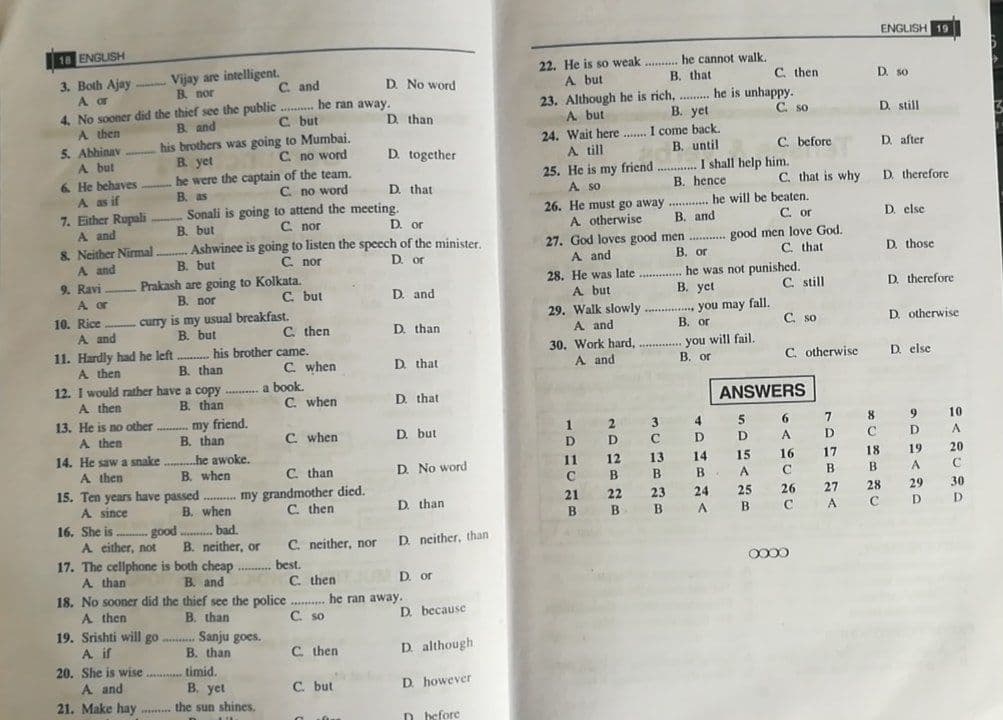 18 ENGLISH
3. Both Ajay .......... Vijay are intelligent.
A. or B. nor C. and D. No word
4. No sooner did the thief see the public .......... he ran away.
A. then B. and C. but D. than
5. Abhinav .......... his brothers was going to Mumbai.
A. but B. yet C. no word D. together
6. He behaves .......... he were the captain of the team.
A. as if B. as C. no word D. that
7. Either Rupali .......... Sonali is going to attend the meeting.
A. and B. but C. nor D. or
8. Neither Nirmal .......... Ashwinee is going to listen the speech of the minister.
A. and B. but C. nor D. or
9. Ravi .......... Prakash are going to Kolkata.
A. or B. nor C. but D. and
10. Rice .......... curry is my usual breakfast.
A. and B. but C. then D. than
11. Hardly had he left .......... his brother came.
A. then B. than C. when D. that
12. I would rather have a copy .......... a book.
A. then B. than C. when D. that
13. He is no other .......... my friend.
A. then B. than C. when D. but
14. He saw a snake ..........he awoke.
A. then B. when C. than D. No word
15. Ten years have passed .......... my grandmother died.
A. since B. when C. then D. than
16. She is .......... good .......... bad.
A. either, not B. neither, or C. neither, nor D. neither, than
17. The cellphone is both cheap .......... best.
A. than B. and C. then D. or
18. No sooner did the thief see the police .......... he ran away.
A. then B. than C. so D. because
19. Srishti will go .......... Sanju goes.
A. if B. than C. then D. although
20. She is wise ........... timid.
A. and B. yet C. but D. however
21. Make hay ......... the sun shines.
D. before
ENGLISH 19
22. He is so weak .......... he cannot walk.
A. but B. that C. then D. so
23. Although he is rich, ......... he is unhappy.
A. but B. yet C. so D. still
24. Wait here ....... I come back.
A. till B. until C. before D. after
25. He is my friend ............ I shall help him.
A. so B. hence C. that is why D. therefore
26. He must go away ............ he will be beaten.
A. otherwise B. and C. or D. else
27. God loves good men ........... good men love God.
A. and B. or C. that D. those
28. He was late ............. he was not punished.
A. but B. yet C. still D. therefore
29. Walk slowly .............., you may fall.
A. and B. or C. so D. otherwise
30. Work hard, ............. you will fail.
A. and B. or C. otherwise D. else
ANSWERS
1 2 3 4 5 6 7 8 9 10
D D C D D A D C D A
11 12 13 14 15 16 17 18 19 20
C B B B A C B B A C
21 22 23 24 25 26 27 28 29 30
B B B A B C A C D D